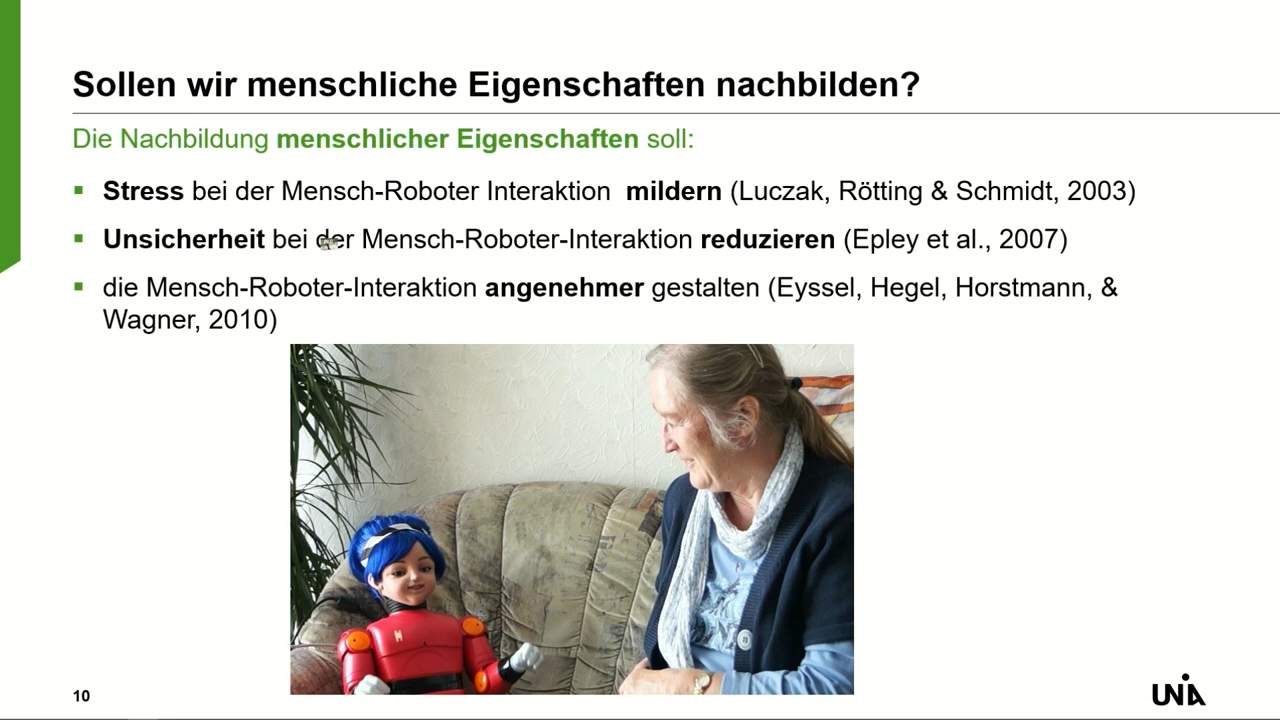 Sollen wir menschliche Eigenschaften nachbilden?
Die Nachbildung menschlicher Eigenschaften soll:
▪ Stress bei der Mensch-Roboter Interaktion mildern (Luczak, Rötting & Schmidt, 2003)
▪ Unsicherheit bei der Mensch-Roboter-Interaktion reduzieren (Epley et al., 2007)
▪ die Mensch-Roboter-Interaktion angenehmer gestalten (Eyssel, Hegel, Horstmann, &
Wagner, 2010)
10
UNIA